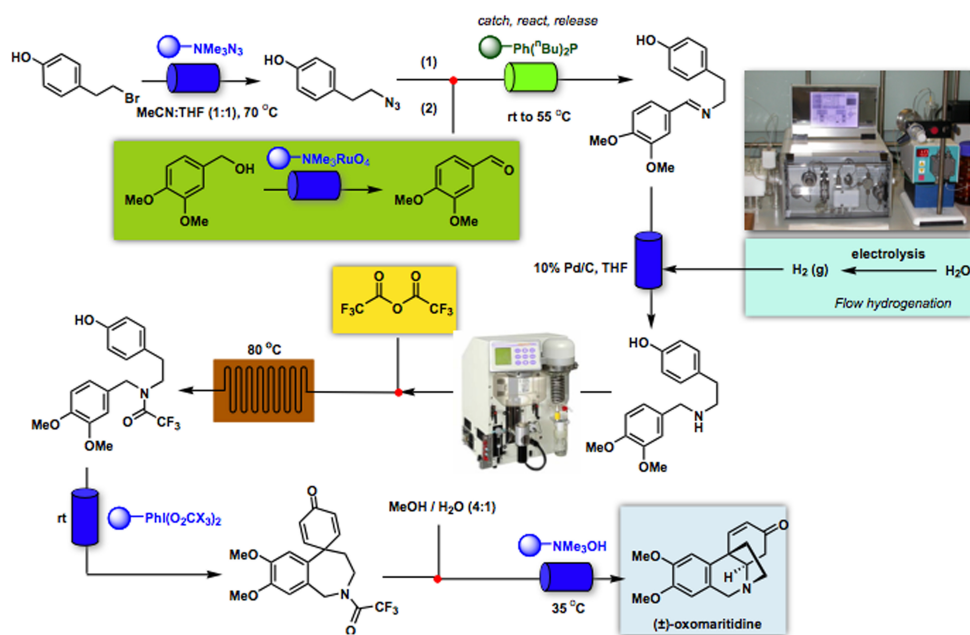 catch, react, release
HO
NMe3N3
Br
MeCN:THF (1:1), 70 °C
HO
N3
(1)
(2)
Ph(nBu)2P
rt to 55 °C
HO
N
MeO
OMe
OH
MeO
OMe
NMe3RuO4
O
MeO
OMe
10% Pd/C, THF
H2 (g)
electrolysis
H2O
Flow hydrogenation
O O
F3C O CF3
80 °C
HO
N
O
CF3
MeO
OMe
HO
N
H
MeO
OMe
rt
PhI(O2CX3)2
O
MeO
MeO
N
CF3
O
MeOH / H2O (4:1)
NMe3OH
35 °C
O
MeO
MeO
H
N
(±)-oxomaritidine